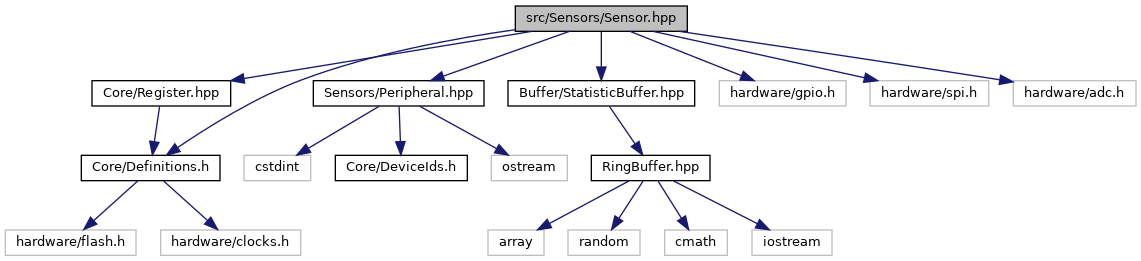 src/Sensors/Sensor.hpp
Core/Register.hpp
Sensors/Peripheral.hpp
Buffer/StatisticBuffer.hpp
hardware/gpio.h
hardware/spi.h
hardware/adc.h
Core/Definitions.h
cstdint
Core/DeviceIds.h
ostream
RingBuffer.hpp
hardware/flash.h
hardware/clocks.h
array
random
cmath
iostream